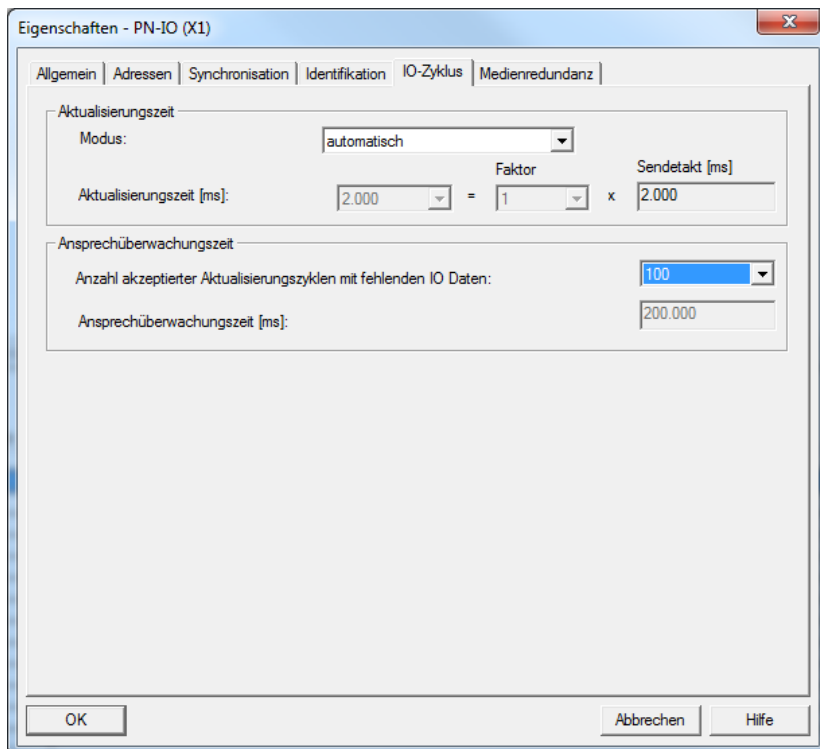 Eigenschaften - PN-IO (X1)
Allgemein Adressen Synchronisation Identifikation IO-Zyklus Medienredundanz
Aktualisierungszeit
Modus: automatisch
Faktor Sendetakt [ms]
Aktualisierungszeit [ms]: 2.000 = 1 x 2.000
Ansprechüberwachungszeit
Anzahl akzeptierter Aktualisierungszyklen mit fehlenden IO Daten: 100
Ansprechüberwachungszeit [ms]: 200.000
OK Abbrechen Hilfe